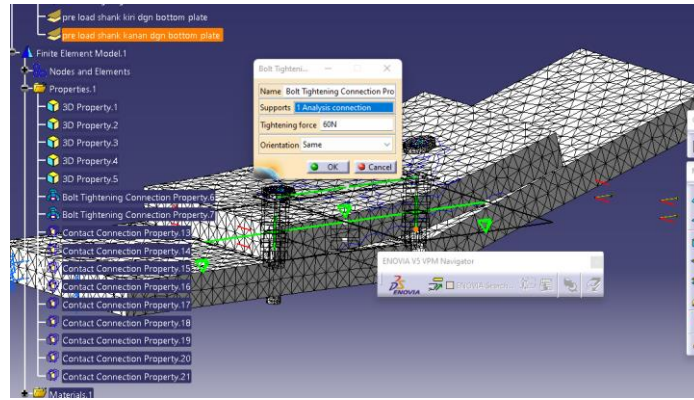 pre load shank kiri dgn bottom plate
pre load shank kanan dgn bottom plate
Finite Element Model.1
Nodes and Elements
Properties.1
3D Property.1
3D Property.2
3D Property.3
3D Property.4
3D Property.5
Bolt Tightening Connection Property.6
Bolt Tightening Connection Property.7
Contact Connection Property.13
Contact Connection Property.14
Contact Connection Property.15
Contact Connection Property.16
Contact Connection Property.17
Contact Connection Property.18
Contact Connection Property.19
Contact Connection Property.20
Contact Connection Property.21
Materials.1
Bolt Tighteni...
Name Bolt Tightening Connection Pro
Supports 1 Analysis connection
Tightening force 60N
Orientation Same
OK Cancel
ENOVIA V5 VPM Navigator
ENOVIA
ENOVIA Search...